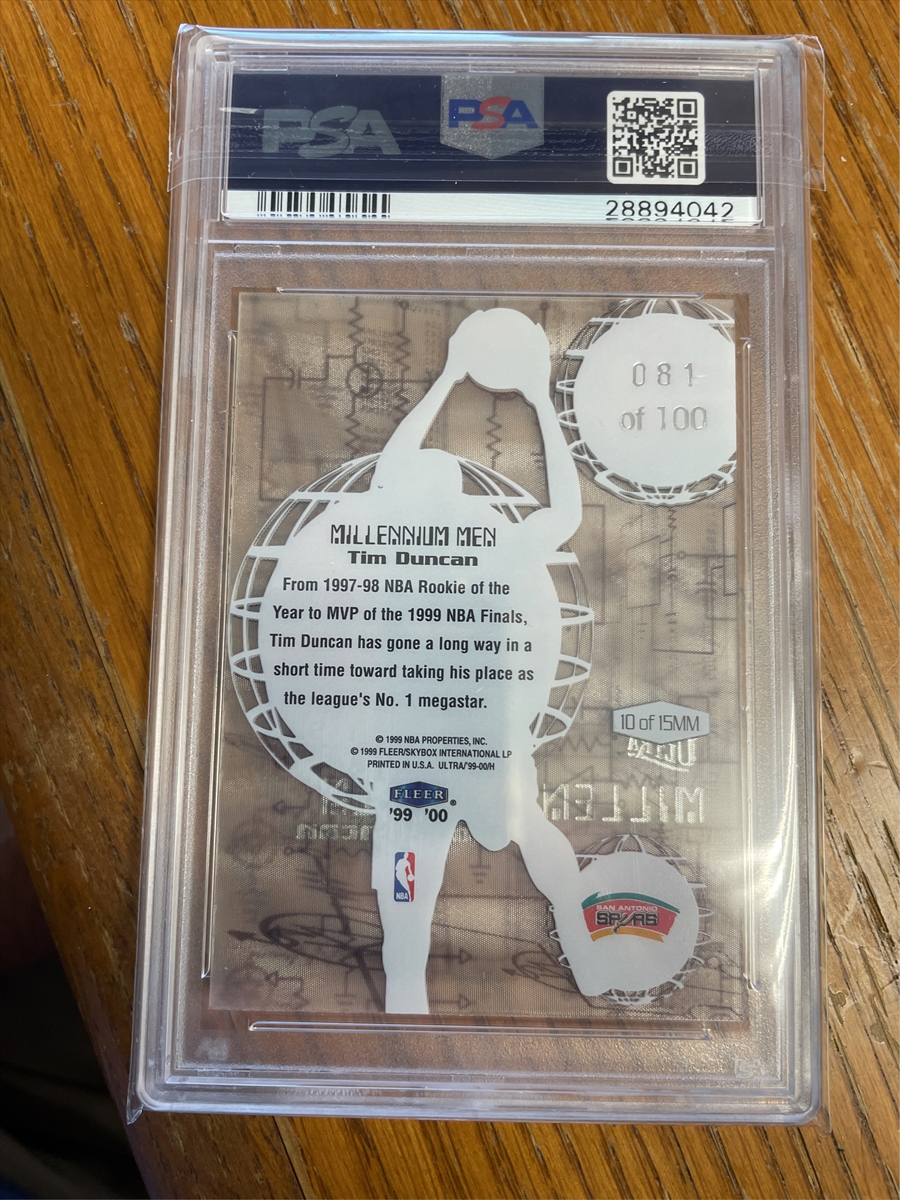 PSA
PSA
28894042
081
of 100
MILLENNIUM MEN
Tim Duncan
From 1997-98 NBA Rookie of the
Year to MVP of the 1999 NBA Finals,
Tim Duncan has gone a long way in a
short time toward taking his place as
the league's No. 1 megastar.
© 1999 NBA PROPERTIES, INC.
© 1999 FLEER/SKYBOX INTERNATIONAL LP
PRINTED IN U.S.A. ULTRA/'99-00/H
10 of 15MM
FLEER®
'99 '00
NBA
SAN ANTONIO
SPURS